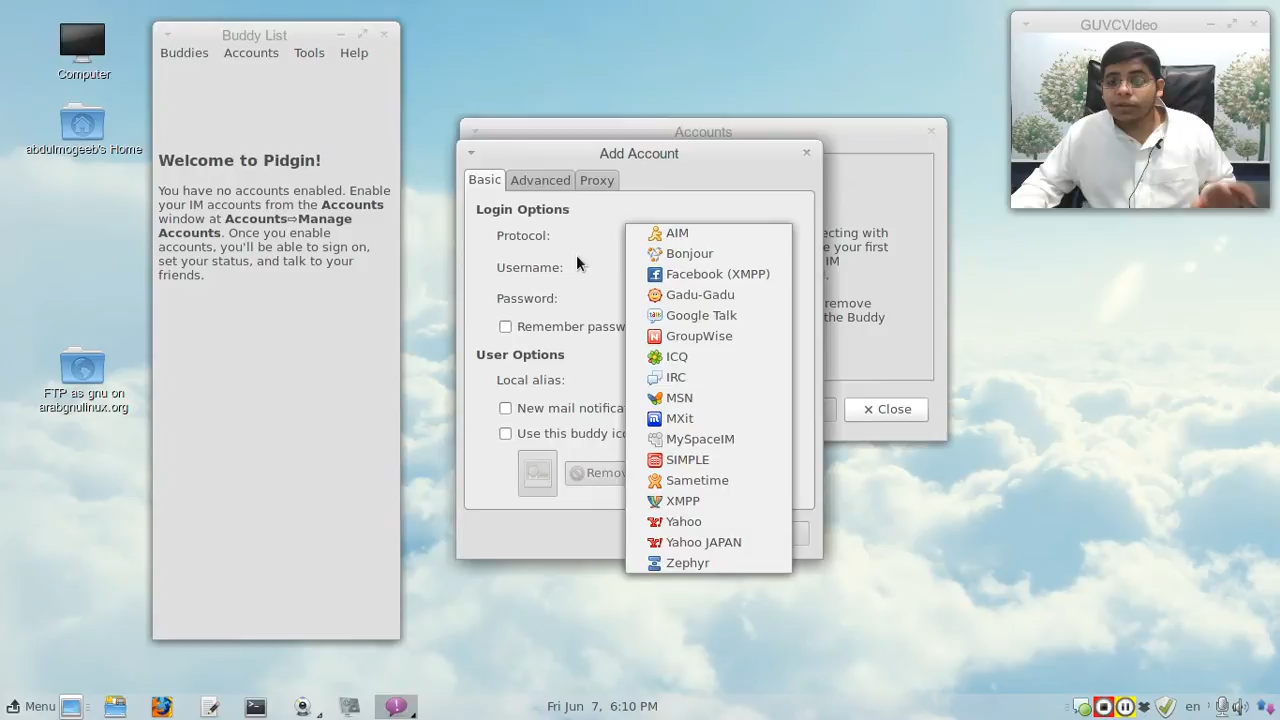 Computer
abdulmogeeb's Home
FTP as gnu on
arabgnulinux.org
Buddy List
Buddies Accounts Tools Help
Welcome to Pidgin!
You have no accounts enabled. Enable
your IM accounts from the Accounts
window at Accounts⇨Manage
Accounts. Once you enable
accounts, you'll be able to sign on,
set your status, and talk to your
friends.
Accounts
ecting with
e your first
IM
remove
the Buddy
Close
Add Account
Basic Advanced Proxy
Login Options
Protocol:
Username:
Password:
Remember passw
User Options
Local alias:
New mail notifica
Use this buddy ico
Remov
AIM
Bonjour
Facebook (XMPP)
Gadu-Gadu
Google Talk
GroupWise
ICQ
IRC
MSN
MXit
MySpaceIM
SIMPLE
Sametime
XMPP
Yahoo
Yahoo JAPAN
Zephyr
GUVCVIdeo
Menu
Fri Jun 7, 6:10 PM
en